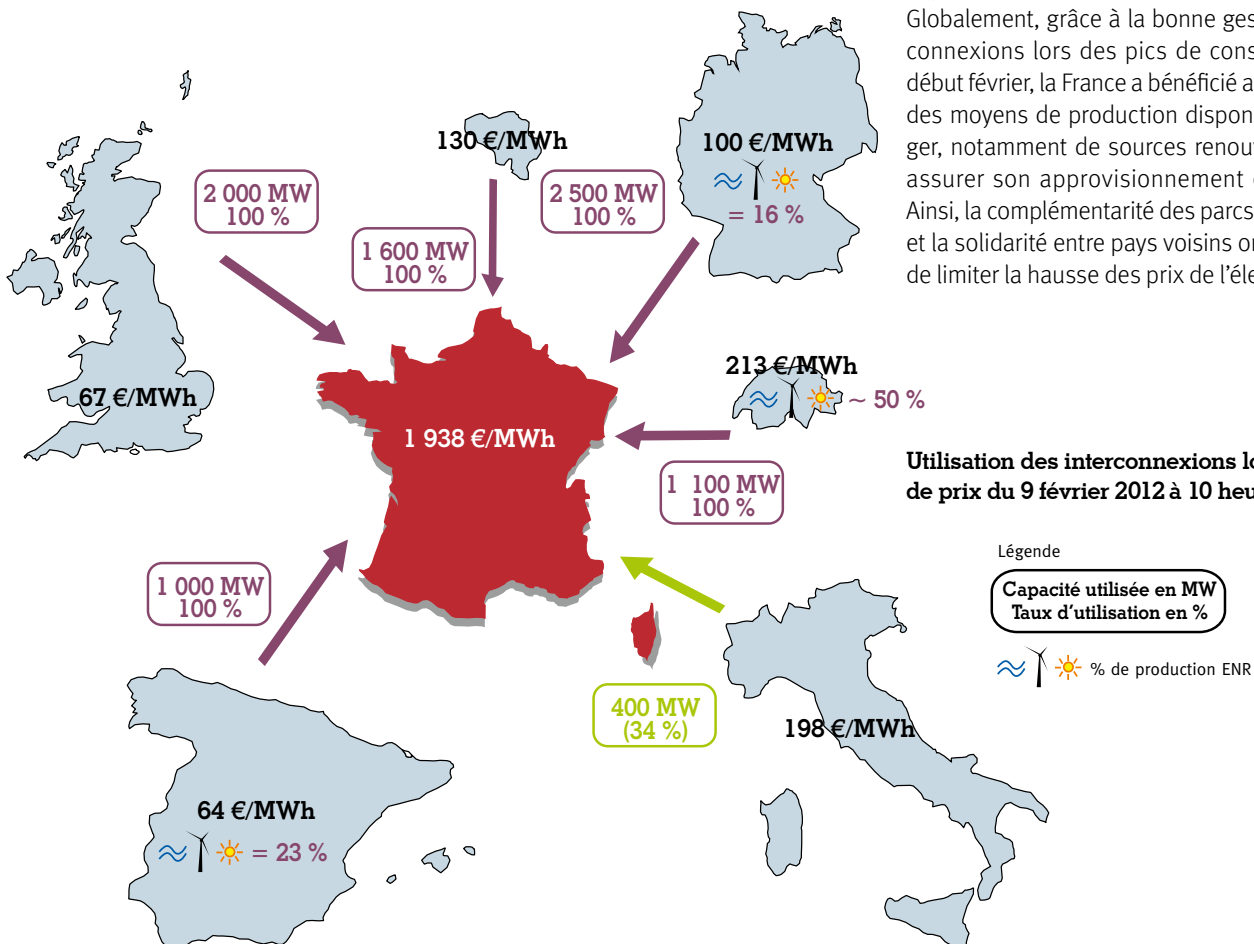 Globalement, grâce à la bonne ges
connexions lors des pics de cons
début février, la France a bénéficié a
des moyens de production dispon
ger, notamment de sources renou
assurer son approvisionnement
Ainsi, la complémentarité des parcs
et la solidarité entre pays voisins o
de limiter la hausse des prix de l'éle
130 €/MWh
100 €/MWh
= 16 %
2 000 MW
100 %
2 500 MW
100 %
1 600 MW
100 %
67 €/MWh
213 €/MWh
~ 50 %
1 938 €/MWh
1 100 MW
100 %
Utilisation des interconnexions lo
de prix du 9 février 2012 à 10 heu
1 000 MW
100 %
Légende
Capacité utilisée en MW
Taux d'utilisation en %
% de production ENR
400 MW
(34 %)
198 €/MWh
64 €/MWh
= 23 %